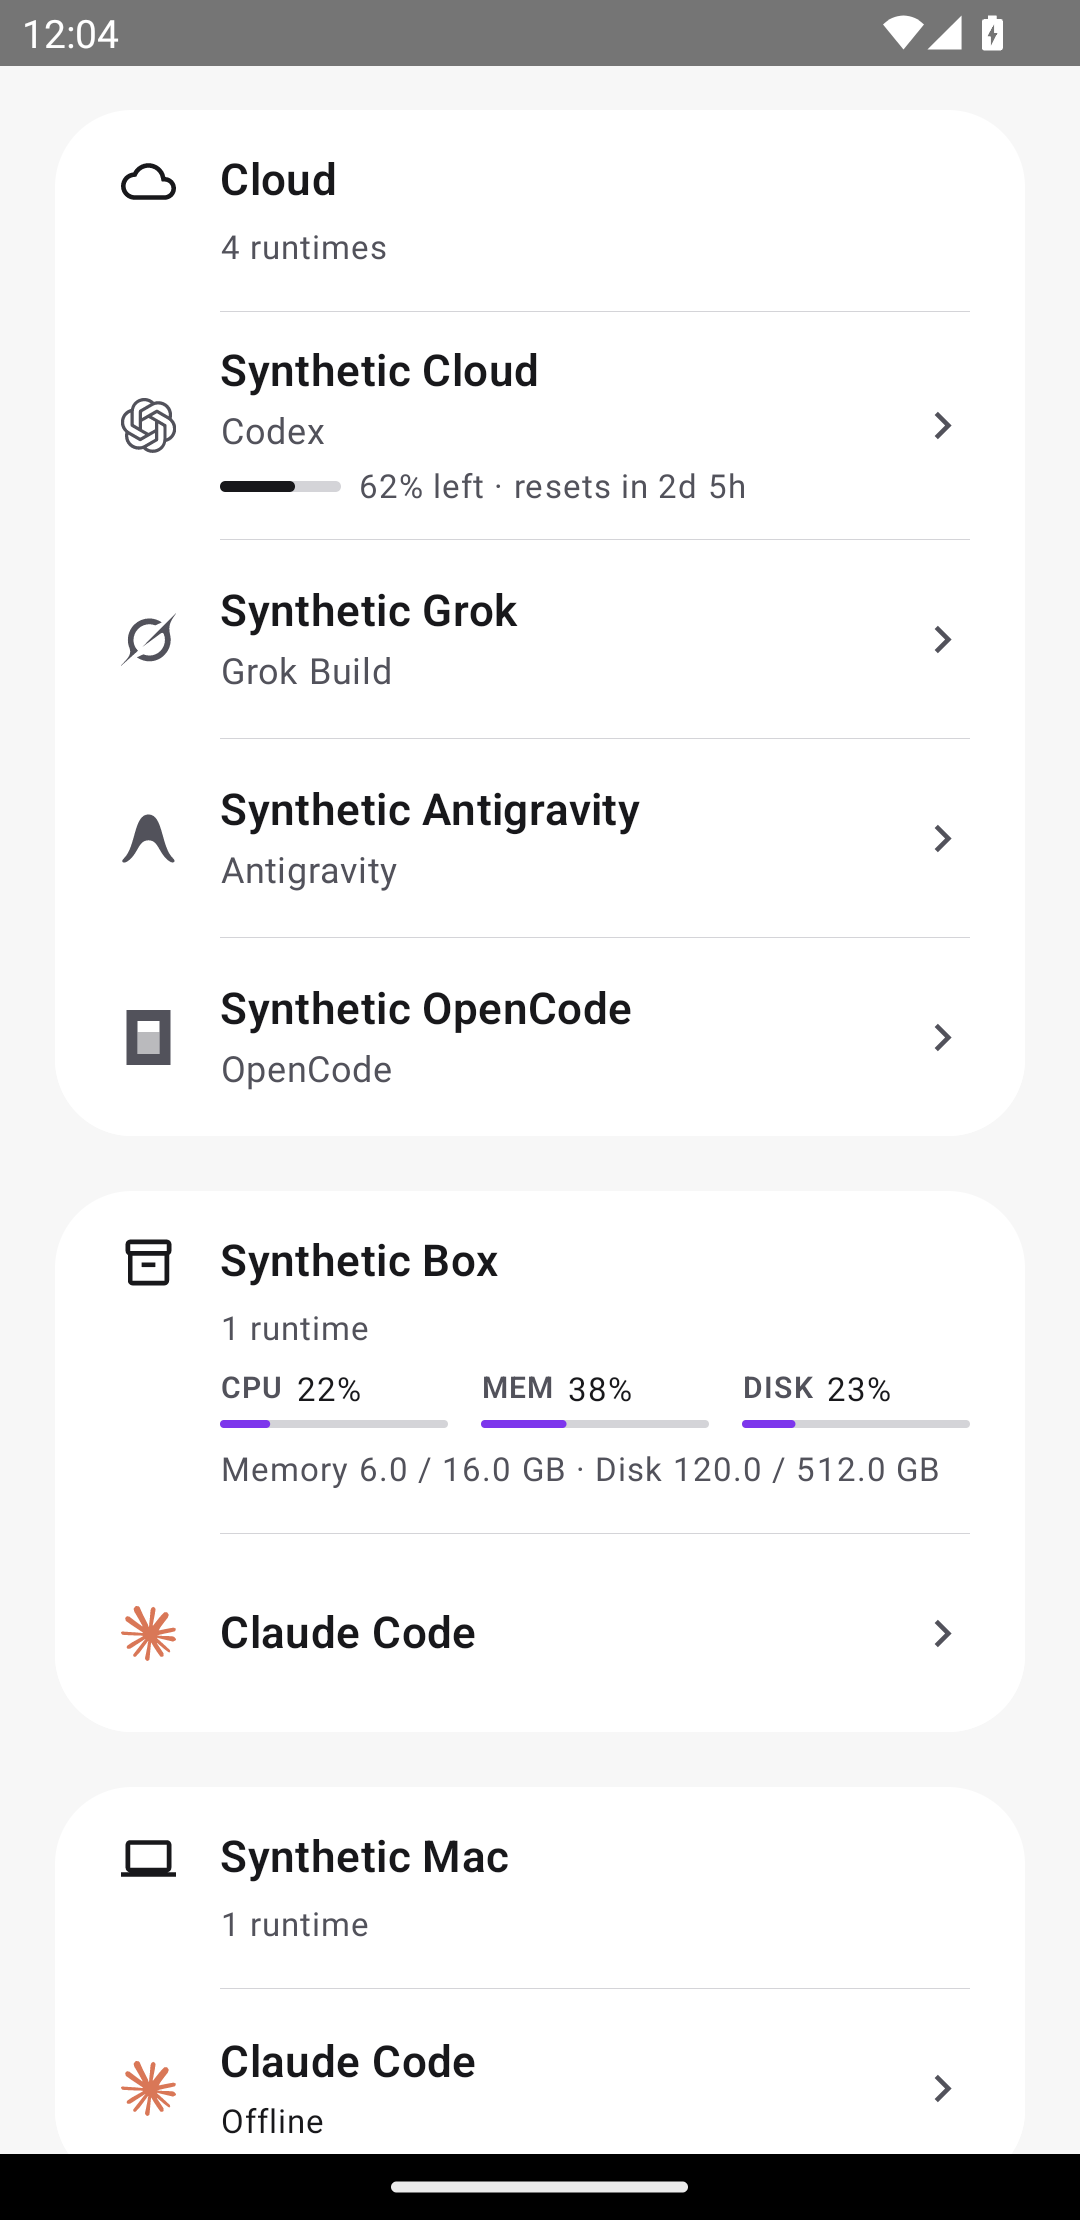 12:04
Cloud
4 runtimes
Synthetic Cloud
Codex
62% left · resets in 2d 5h
Synthetic Grok
Grok Build
Synthetic Antigravity
Antigravity
Synthetic OpenCode
OpenCode
Synthetic Box
1 runtime
CPU 22% MEM 38% DISK 23%
Memory 6.0 / 16.0 GB · Disk 120.0 / 512.0 GB
Claude Code
Synthetic Mac
1 runtime
Claude Code
Offline